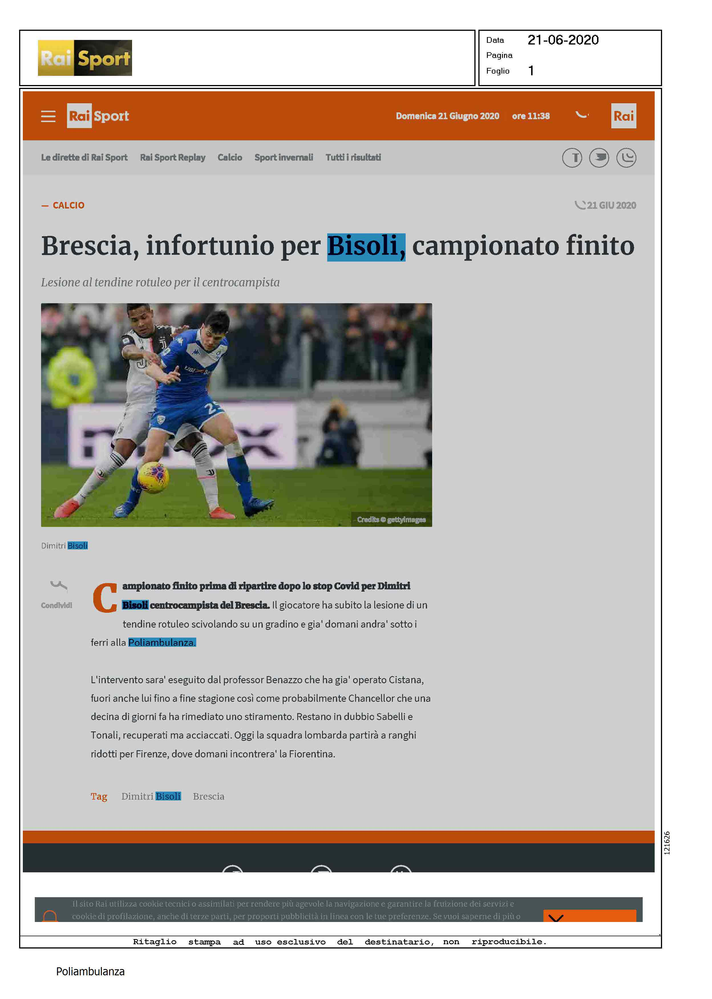 Rai Sport
Data 21-06-2020
Pagina
Foglio 1
Rai Sport
Domenica 21 Giugno 2020 ore 11:38
Rai
Le dirette di Rai Sport Rai Sport Replay Calcio Sport invernali Tutti i risultati
— CALCIO
21 GIU 2020
Brescia, infortunio per Bisoli, campionato finito
Lesione al tendine rotuleo per il centrocampista
25
Credits © gettyimages
Dimitri Bisoli
Condividi
Campionato finito prima di ripartire dopo lo stop Covid per Dimitri
Bisoli centrocampista del Brescia. Il giocatore ha subito la lesione di un
tendine rotuleo scivolando su un gradino e gia' domani andra' sotto i
ferri alla Poliambulanza.
L'intervento sara' eseguito dal professor Benazzo che ha gia' operato Cistana,
fuori anche lui fino a fine stagione così come probabilmente Chancellor che una
decina di giorni fa ha rimediato uno stiramento. Restano in dubbio Sabelli e
Tonali, recuperati ma acciaccati. Oggi la squadra lombarda partirà a ranghi
ridotti per Firenze, dove domani incontrera' la Fiorentina.
Tag Dimitri Bisoli Brescia
121626
Il sito Rai utilizza cookie tecnici o assimilati per rendere più agevole la navigazione e garantire la fruizione dei servizi e
cookie di profilazione, anche di terze parti, per proporti pubblicità in linea con le tue preferenze. Se vuoi saperne di più o
Ritaglio stampa ad uso esclusivo del destinatario, non riproducibile.
Poliambulanza